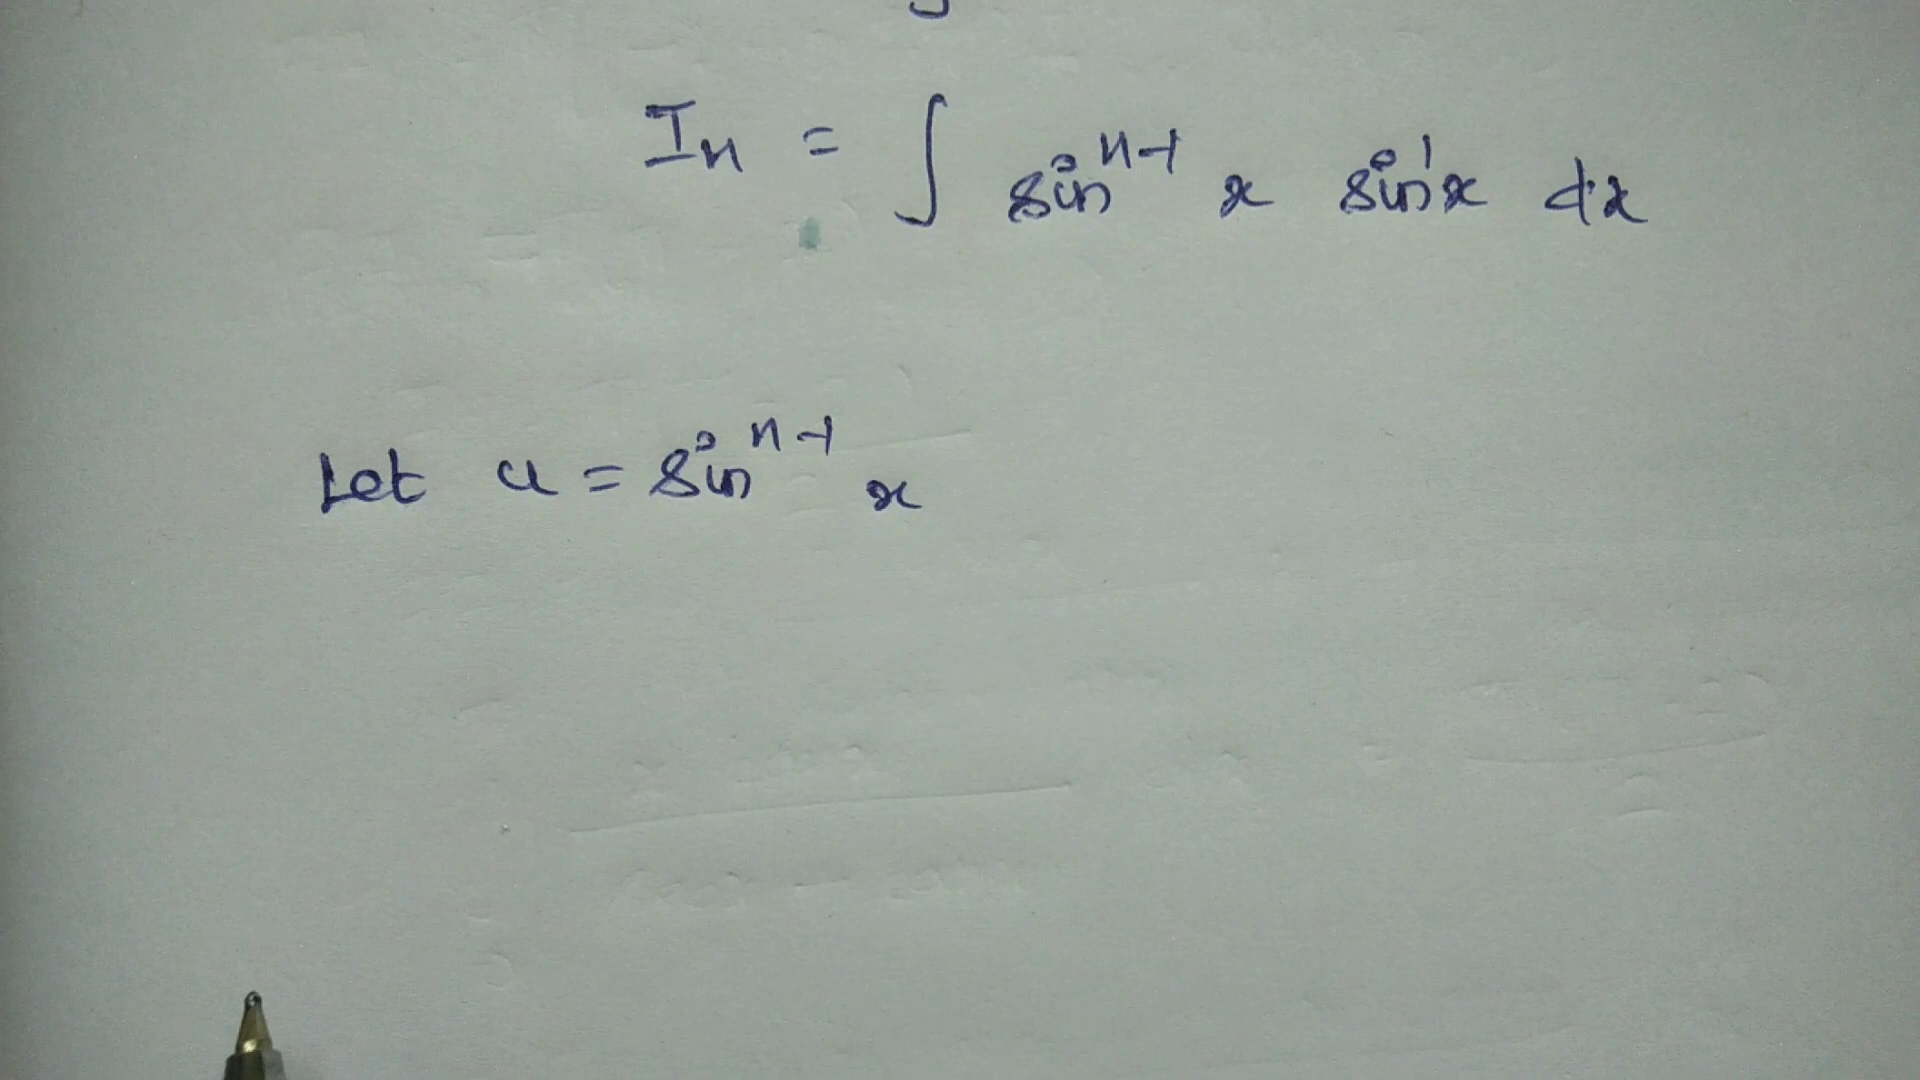 Iₙ = ∫ sinⁿ⁻¹ x sin¹x dx
Let u = sinⁿ⁻¹ x